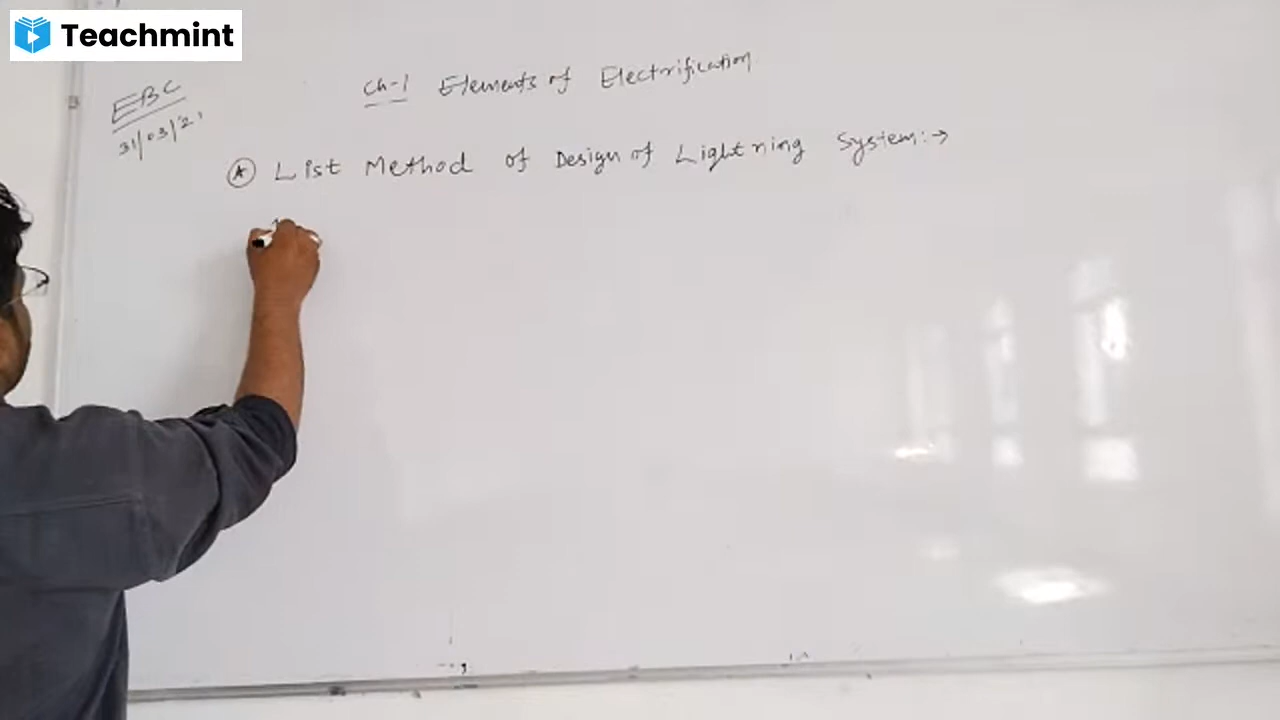 Teachmint
EBC
31/03/21
Ch-1 Elements of Electrification
A List Method of Design of Lightning System:→